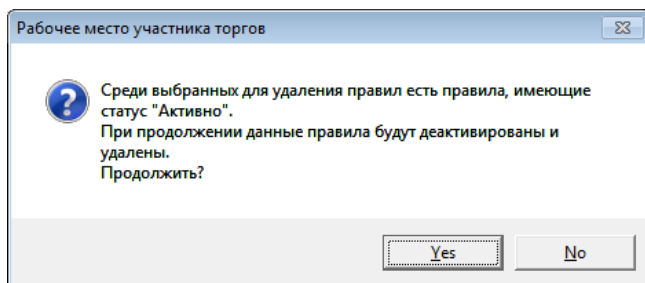 Рабочее место участника торгов
Среди выбранных для удаления правил есть правила, имеющие
статус "Активно".
При продолжении данные правила будут деактивированы и
удалены.
Продолжить?
Yes
No